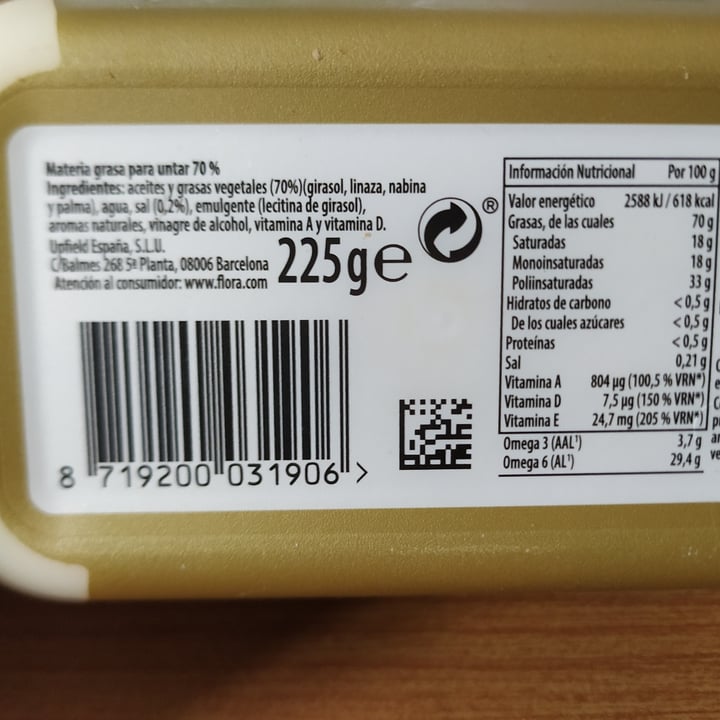 Materia grasa para untar 70 %
Ingredientes: aceites y grasas vegetales (70%)(girasol, linaza, nabina
y palma), agua, sal (0,2%), emulgente (lecitina de girasol),
aromas naturales, vinagre de alcohol, vitamina A y vitamina D.
Upfield España, S.L.U.
C/Balmes 268 5ª Planta, 08006 Barcelona
Atención al consumidor: www.flora.com
225g e
®
8 719200 031906 >
Información Nutricional Por 100 g
Valor energético 2588 kJ / 618 kcal
Grasas, de las cuales 70 g
Saturadas 18 g
Monoinsaturadas 18 g
Poliinsaturadas 33 g
Hidratos de carbono <0,5 g
De los cuales azúcares <0,5 g
Proteínas <0,5 g
Sal 0,21 g
Vitamina A 804 µg (100,5 % VRN*)
Vitamina D 7,5 µg (150 % VRN*)
Vitamina E 24,7 mg (205 % VRN*)
Omega 3 (AAL¹) 3,7 g
Omega 6 (AL¹) 29,4 g